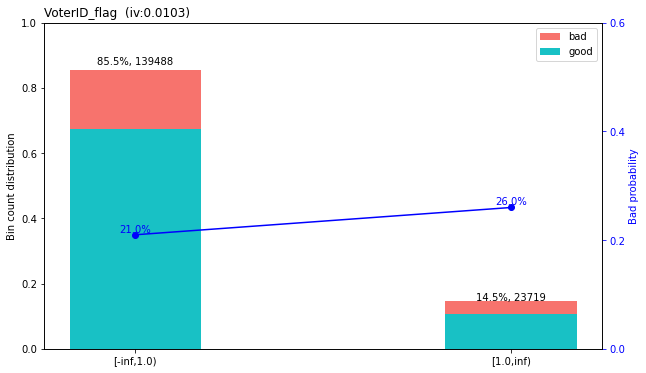 VoterID_flag (iv:0.0103)
1.0
0.8
0.6
0.4
0.2
0.0
Bin count distribution
85.5%, 139488
21.0%
14.5%, 23719
26.0%
bad
good
0.6
0.4
0.2
0.0
Bad probability
[-inf,1.0)
[1.0,inf)